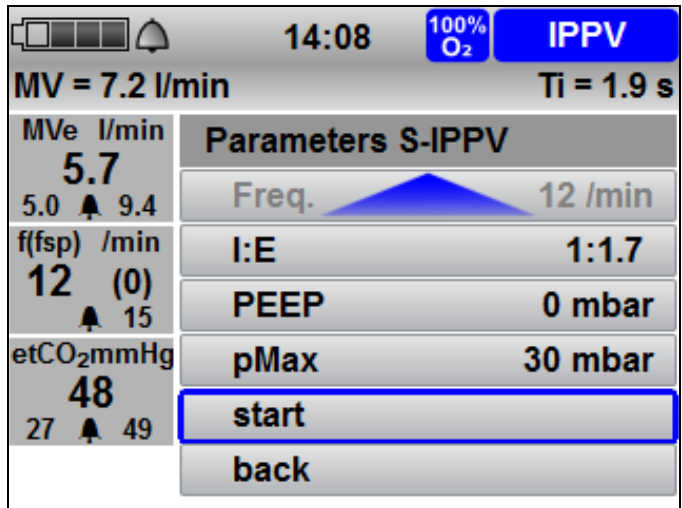 14:08 100% O₂ IPPV
MV = 7.2 l/min Ti = 1.9 s
MVe l/min
5.7
5.0 9.4
f(fsp) /min
12 (0)
15
etCO₂mmHg
48
27 49
Parameters S-IPPV
Freq. 12 /min
I:E 1:1.7
PEEP 0 mbar
pMax 30 mbar
start
back